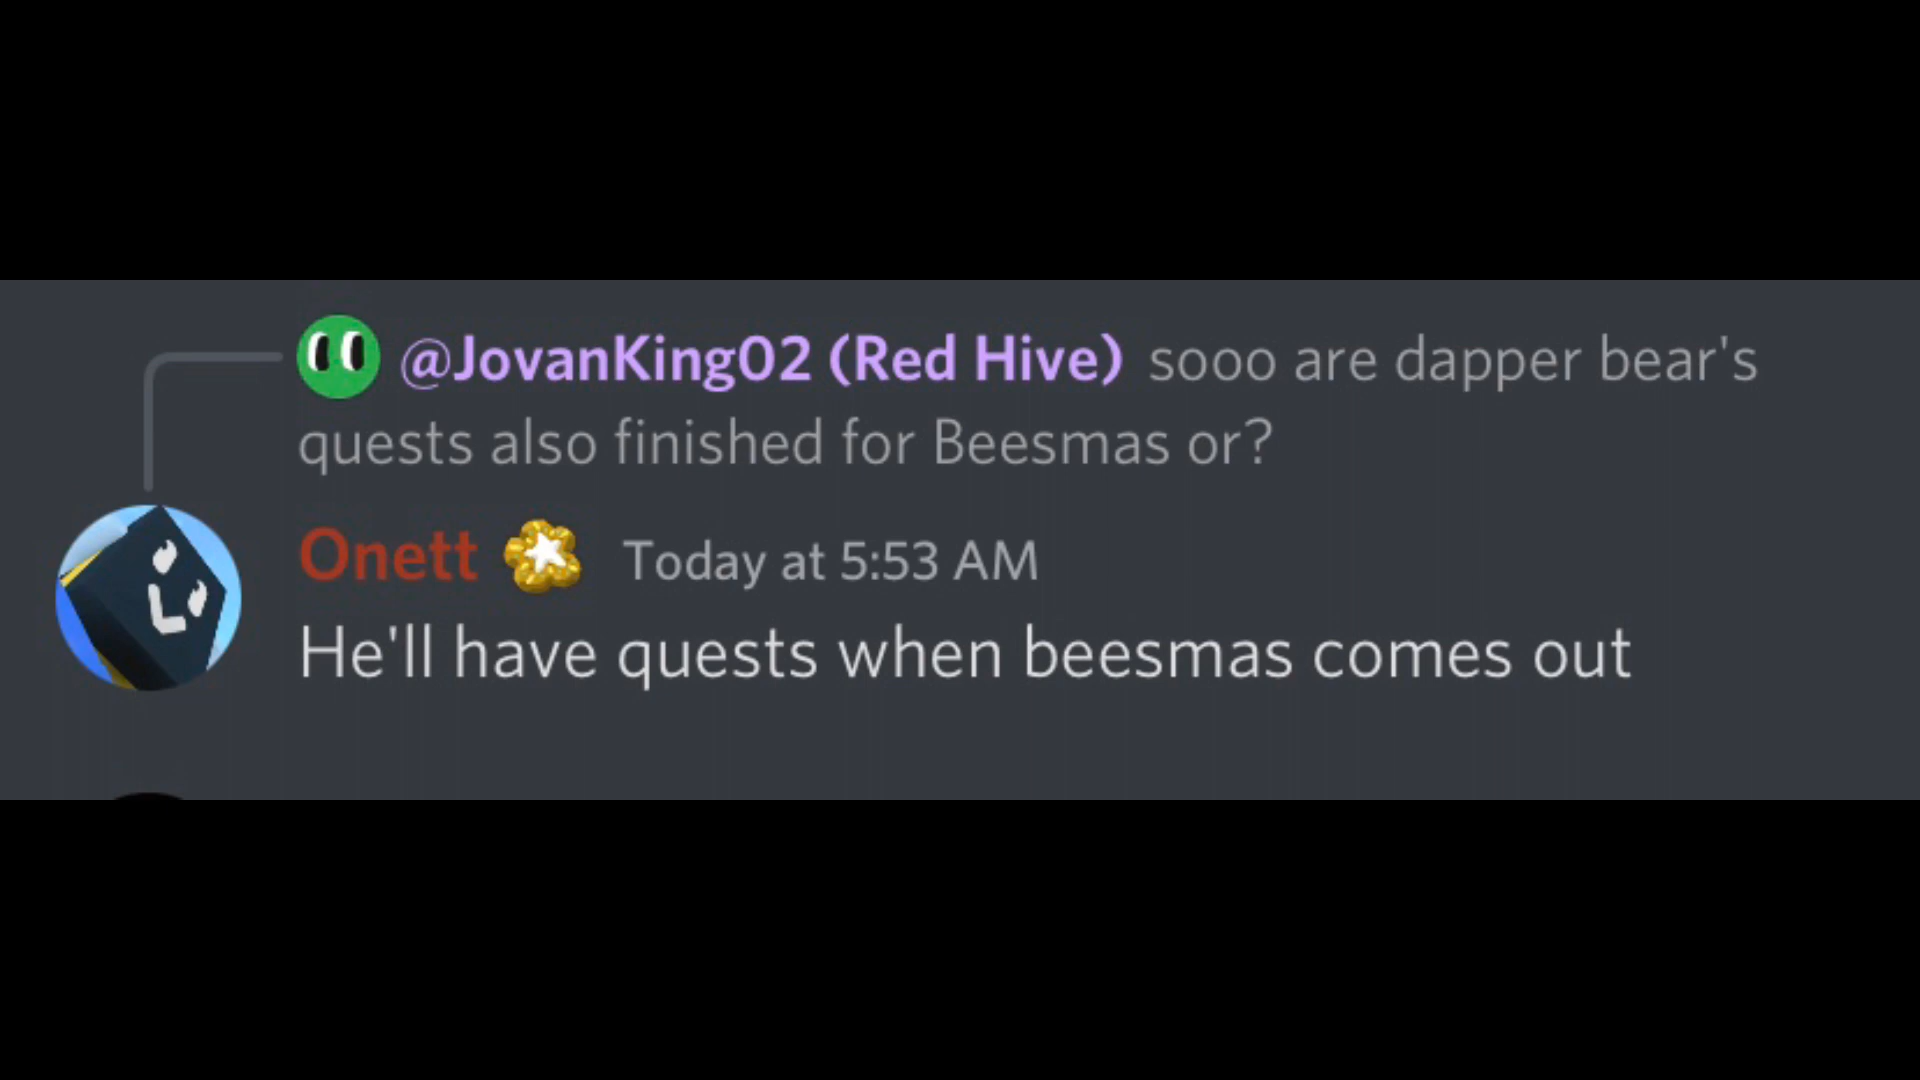 @JovanKing02 (Red Hive) sooo are dapper bear's
quests also finished for Beesmas or?
Onett Today at 5:53 AM
He'll have quests when beesmas comes out